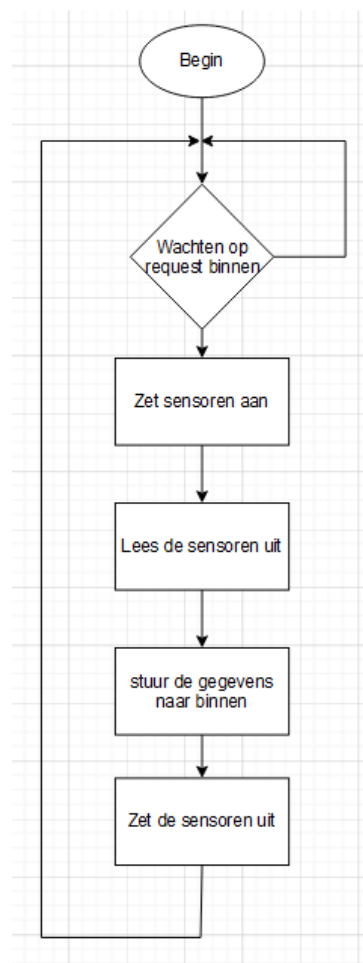 Begin
Wachten op
request binnen
Zet sensoren aan
Lees de sensoren uit
stuur de gegevens
naar binnen
Zet de sensoren uit